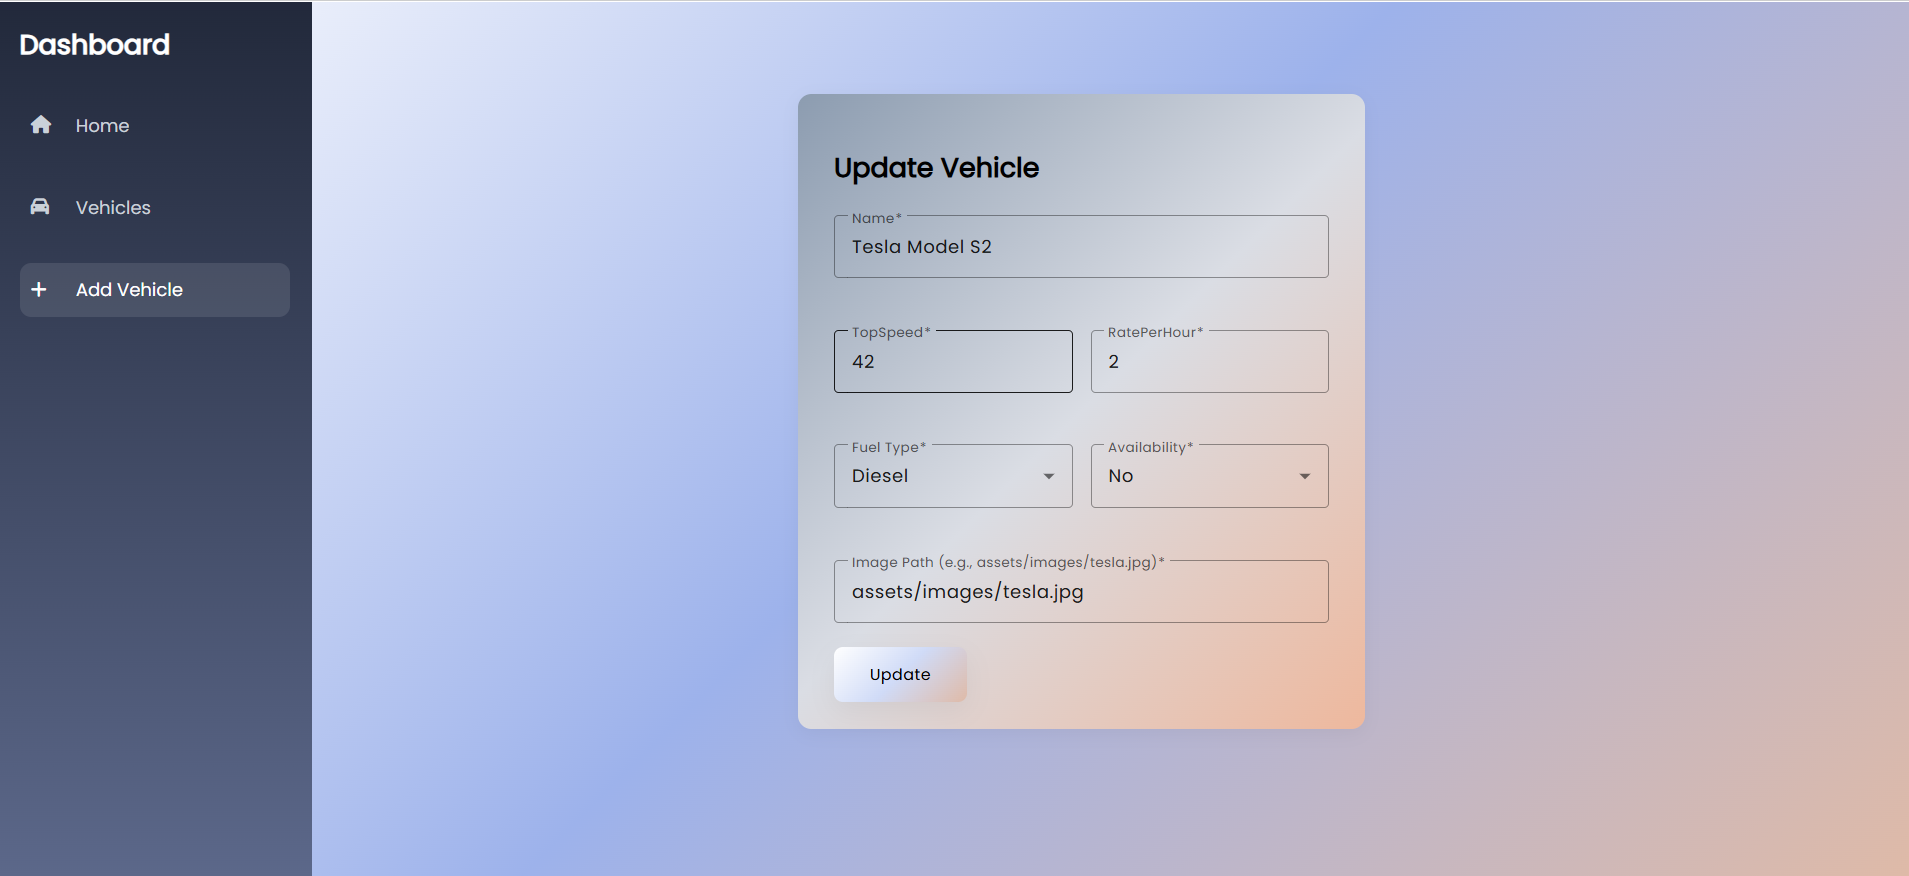 Dashboard
Home
Vehicles
Add Vehicle
Update Vehicle
Name*
Tesla Model S2
TopSpeed*
42
RatePerHour*
2
Fuel Type*
Diesel
Availability*
No
Image Path (e.g., assets/images/tesla.jpg)*
assets/images/tesla.jpg
Update